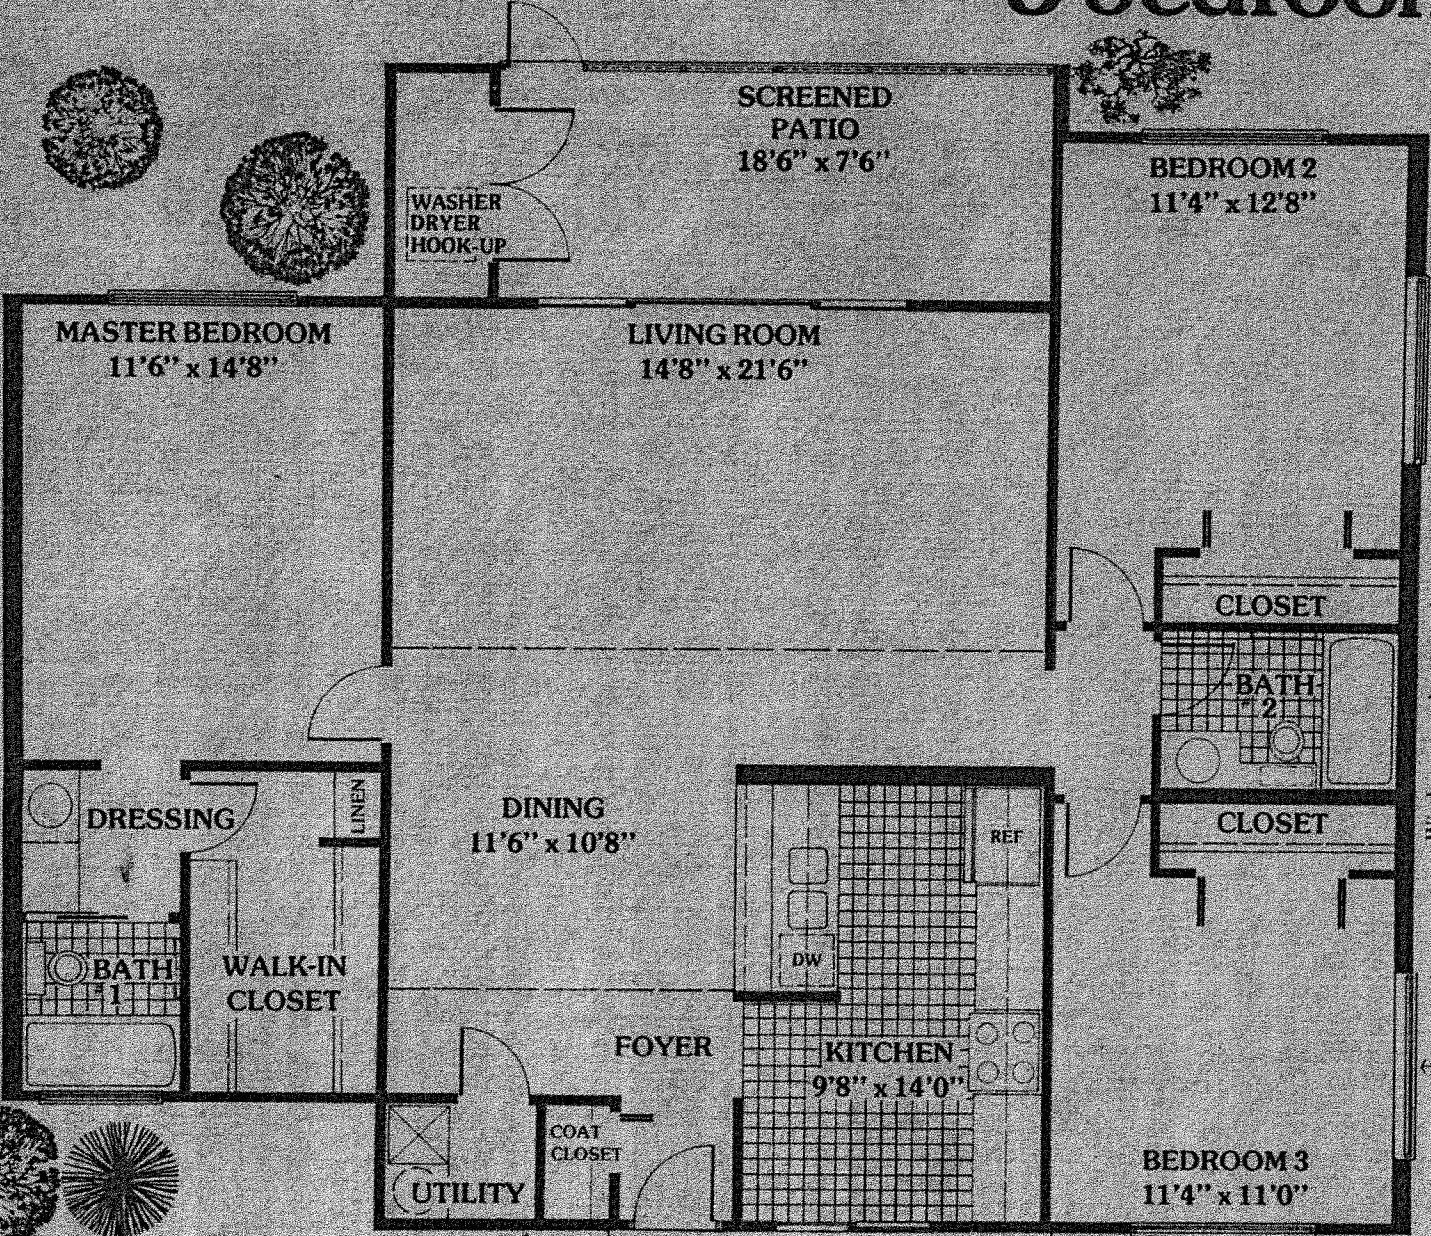 3 Bedroom
SCREENED
PATIO
18'6" x 7'6"
BEDROOM 2
11'4" x 12'8"
WASHER
DRYER
HOOK-UP
MASTER BEDROOM
11'6" x 14'8"
LIVING ROOM
14'8" x 21'6"
CLOSET
BATH
# 2
LINEN
DRESSING
DINING
11'6" x 10'8"
REF
CLOSET
DW
BATH
#1
WALK-IN
CLOSET
FOYER
KITCHEN
9'8" x 14'0"
COAT
CLOSET
UTILITY
BEDROOM 3
11'4" x 11'0"